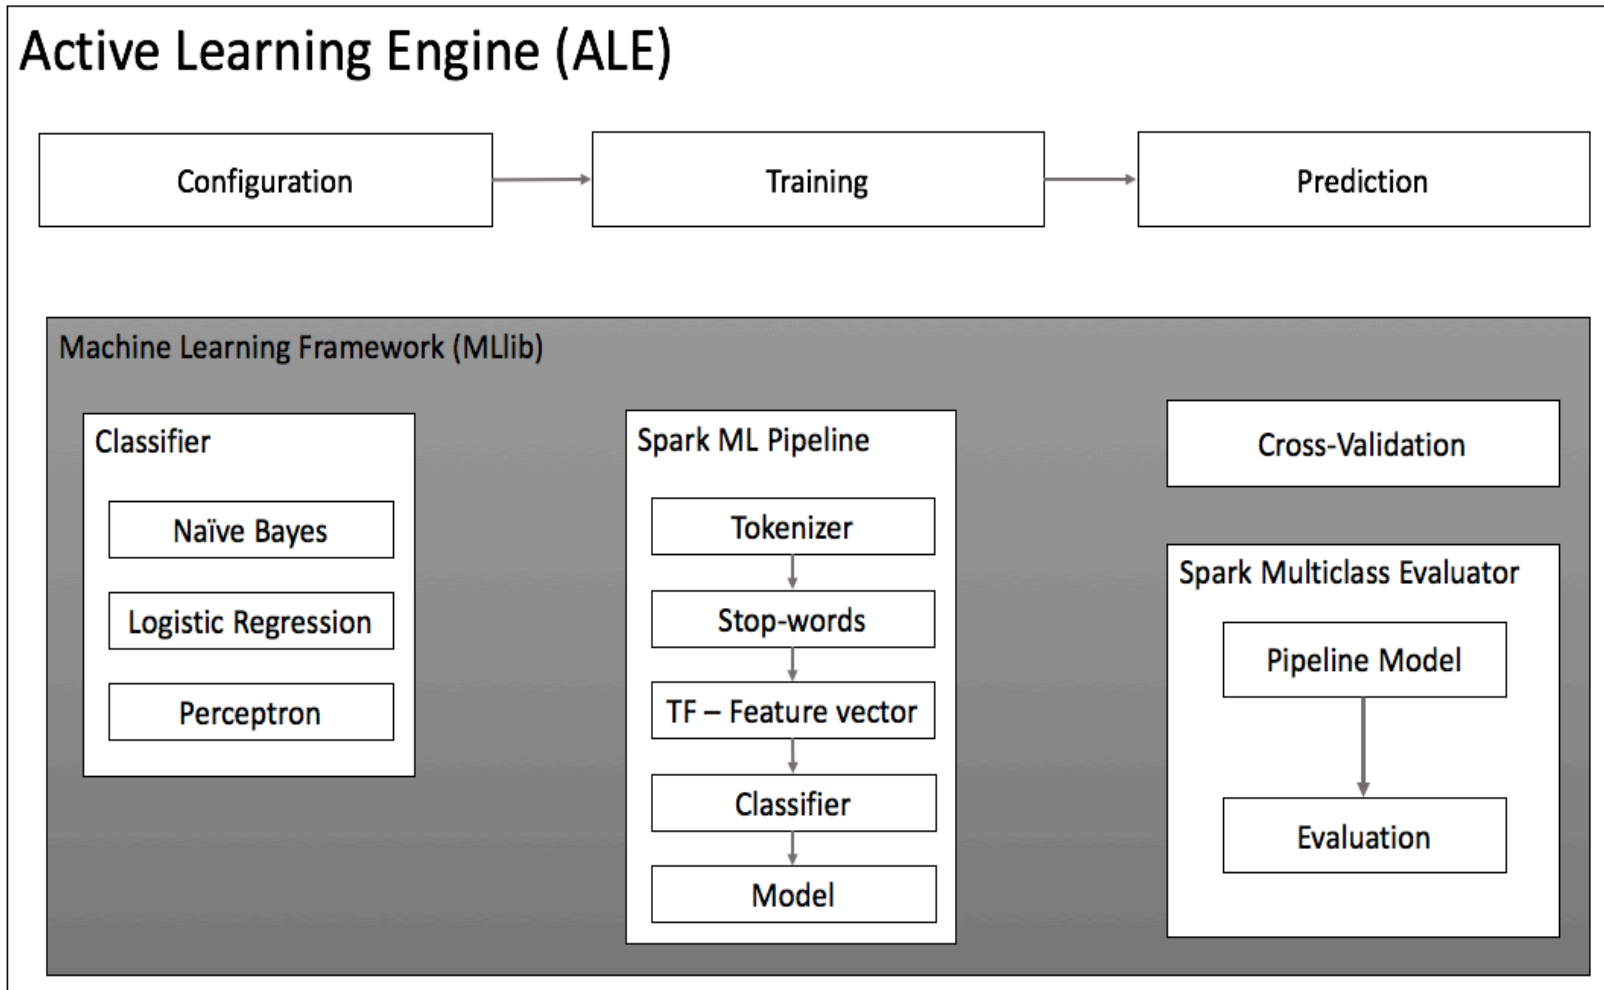 Active Learning Engine (ALE)
Configuration
Training
Prediction
Machine Learning Framework (MLlib)
Classifier
Naïve Bayes
Logistic Regression
Perceptron
Spark ML Pipeline
Tokenizer
Stop-words
TF – Feature vector
Classifier
Model
Cross-Validation
Spark Multiclass Evaluator
Pipeline Model
Evaluation